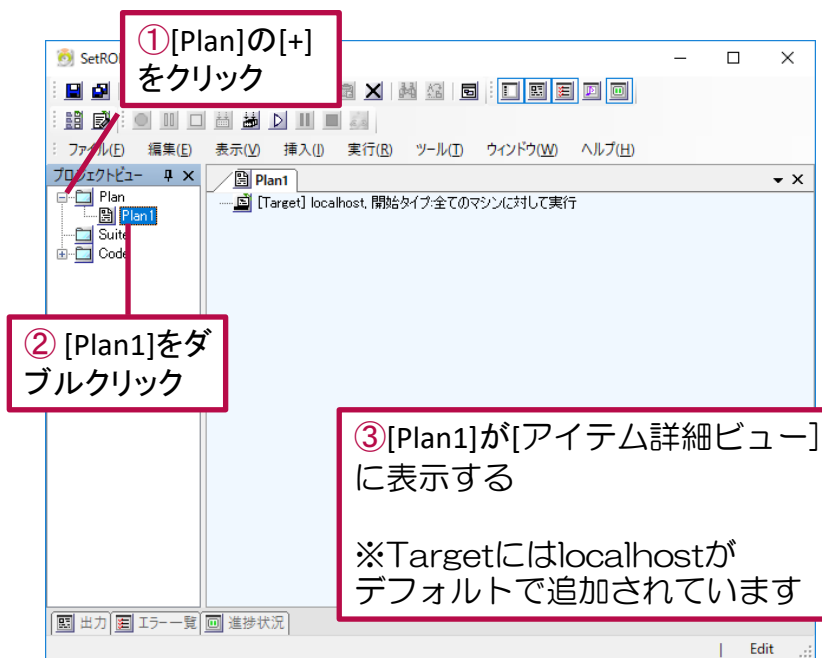 ①[Plan]の[+]
をクリック
SetRO
ファイル(F) 編集(E) 表示(V) 挿入(I) 実行(R) ツール(T) ウィンドウ(W) ヘルプ(H)
プロジェクトビュー
Plan1
Plan
[Target] localhost, 開始タイプ:全てのマシンに対して実行
Plan1
Suite
Code
② [Plan1]をダ
ブルクリック
③[Plan1]が[アイテム詳細ビュー]
に表示する
※Targetにはlocalhostが
デフォルトで追加されています
出力 エラー一覧 進捗状況
Edit